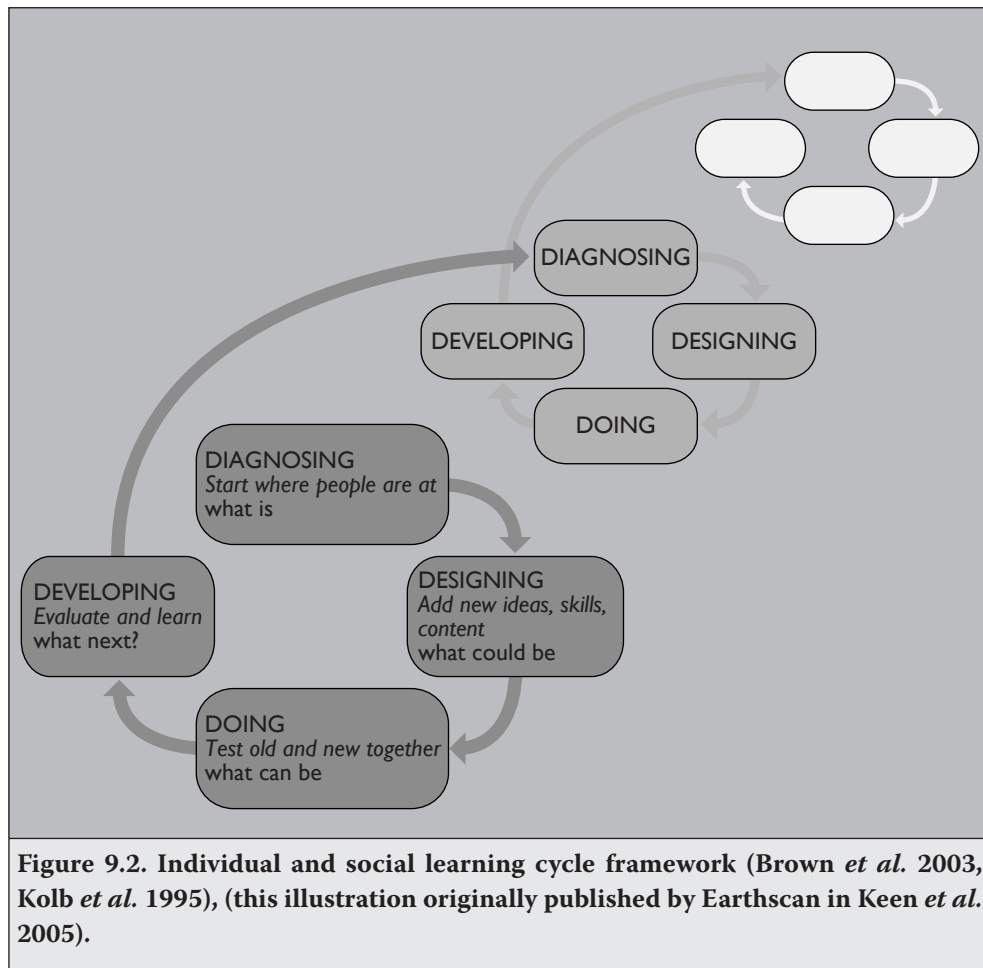 DIAGNOSING
DEVELOPING
DESIGNING
DOING
DIAGNOSING
Start where people are at
what is
DEVELOPING
Evaluate and learn
what next?
DESIGNING
Add new ideas, skills,
content
what could be
DOING
Test old and new together
what can be
Figure 9.2. Individual and social learning cycle framework (Brown et al. 2003,
Kolb et al. 1995), (this illustration originally published by Earthscan in Keen et al.
2005).